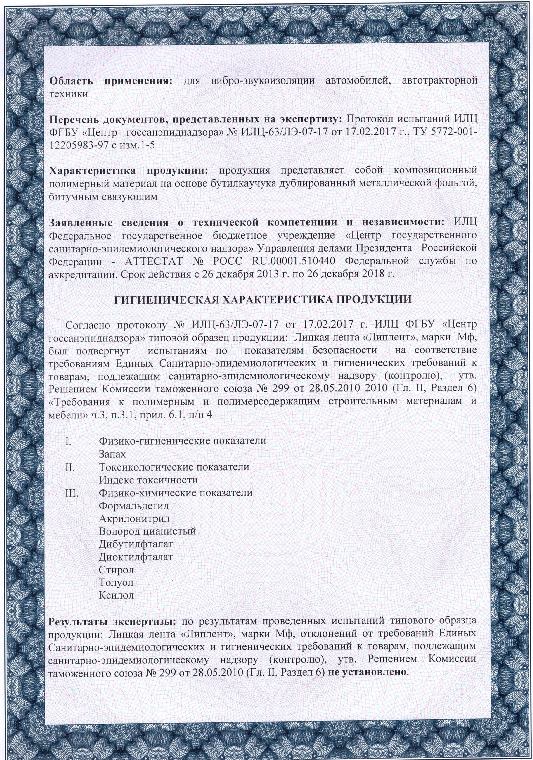 Область применения: для вибро-звукоизоляции автомобилей, автотракторной
техники
Перечень документов, представленных на экспертизу: Протокол испытаний ИЛЦ
ФГБУ «Центр госсанэпиднадзора» № ИЛЦ-63/ЛЭ-07-17 от 17.02.2017 г., ТУ 5772-001-
12205983-97 с изм.1-5
Характеристика продукции: продукция представляет собой композиционный
полимерный материал на основе бутилкаучука дублированный металлической фольгой,
битумным связующим
Заявленные сведения о технической компетенции и независимости: ИЛЦ
Федеральное государственное бюджетное учреждение «Центр государственного
санитарно-эпидемиологического надзора» Управления делами Президента Российской
Федерации - АТТЕСТАТ № РОСС RU.00001.510440 Федеральной службы по
аккредитации. Срок действия с 26 декабря 2013 г. по 26 декабря 2018 г.
ГИГИЕНИЧЕСКАЯ ХАРАКТЕРИСТИКА ПРОДУКЦИИ
Согласно протоколу № ИЛЦ-63/ЛЭ-07-17 от 17.02.2017 г. ИЛЦ ФГБУ «Центр
госсанэпиднадзора» типовой образец продукции: Липкая лента «Липлент», марки Мф,
был подвергнут испытаниям по показателям безопасности на соответствие
требованиям Единых Санитарно-эпидемиологических и гигиенических требований к
товарам, подлежащим санитарно-эпидемиологическому надзору (контролю), утв.
Решением Комиссии таможенного союза № 299 от 28.05.2010 2010 (Гл. II, Раздел 6)
«Требования к полимерным и полимерсодержащим строительным материалам и
мебели» ч.3, п.3.1, прил. 6.1, п/п 4
I. Физико-гигиенические показатели
Запах
II. Токсикологические показатели
Индекс токсичности
III. Физико-химические показатели
Формальдегид
Акрилонитрил
Водород цианистый
Дибутилфталат
Диоктилфталат
Стирол
Толуол
Ксилол
Результаты экспертизы: по результатам проведенных испытаний типового образца
продукции: Липкая лента «Липлент», марки Мф, отклонений от требований Единых
Санитарно-эпидемиологических и гигиенических требований к товарам, подлежащим
санитарно-эпидемиологическому надзору (контролю), утв. Решением Комиссии
таможенного союза № 299 от 28.05.2010 (Гл. II, Раздел 6) не установлено.